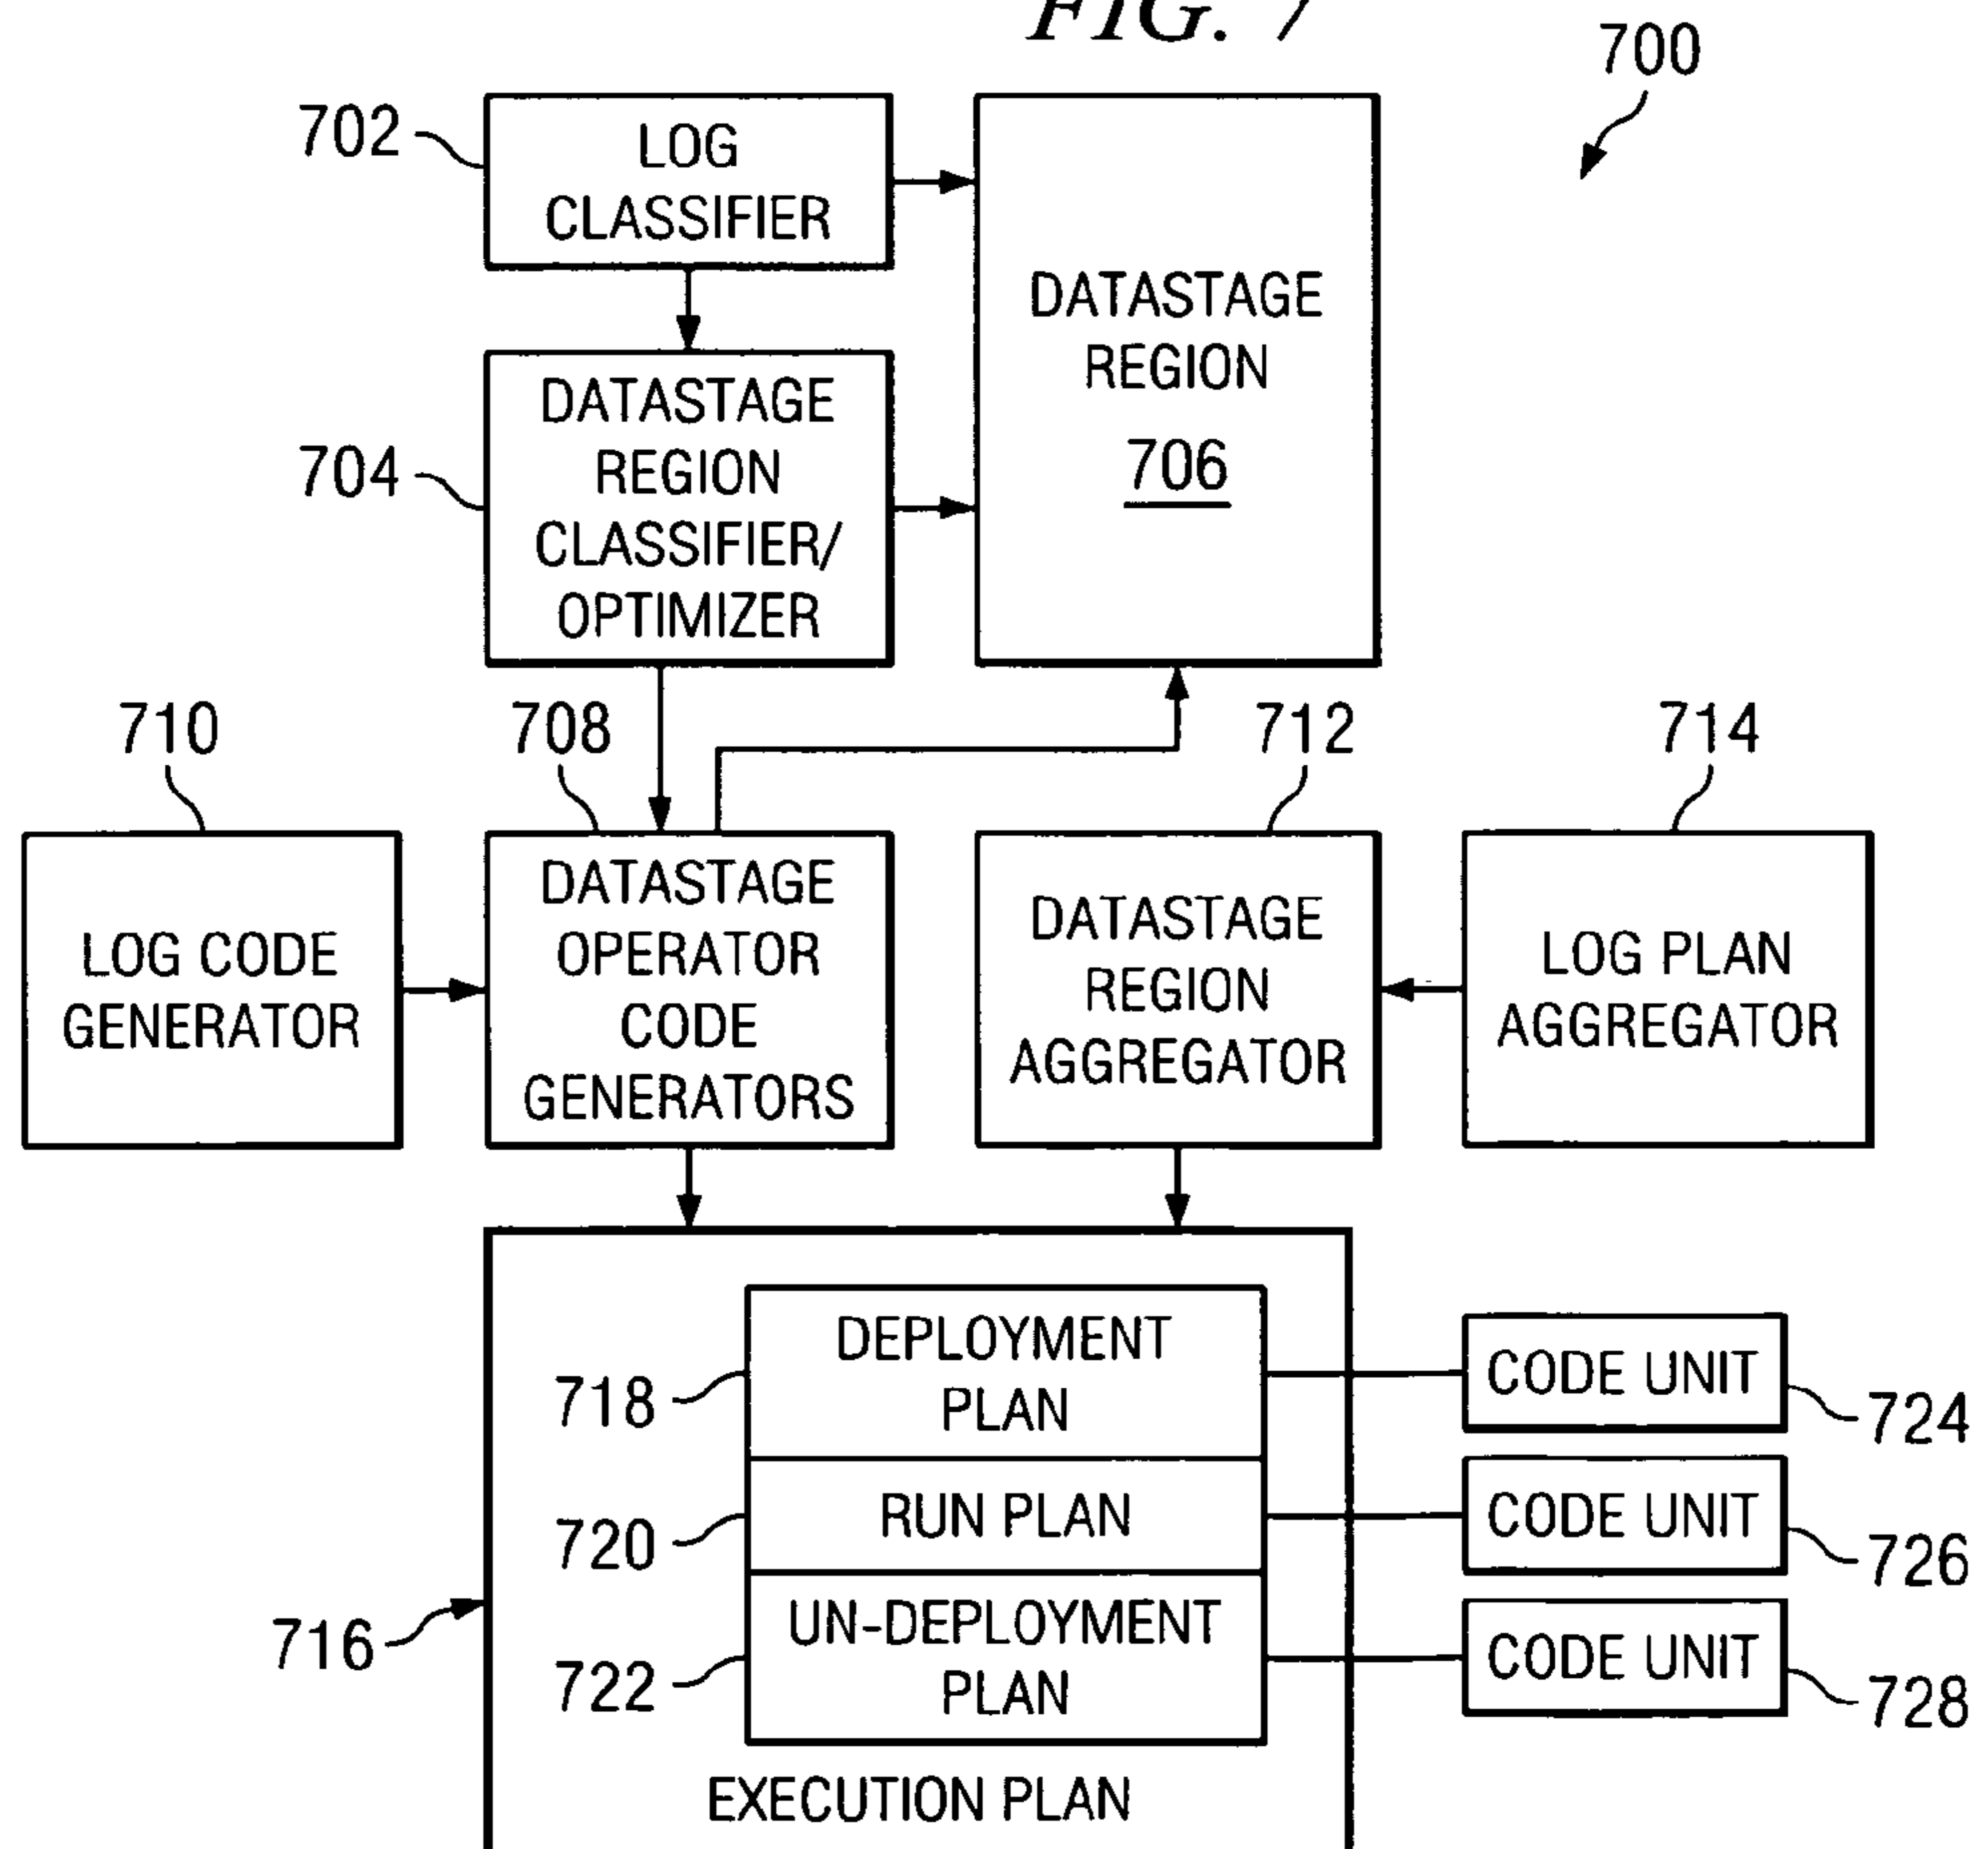 FIG. 7
700
702
LOG
CLASSIFIER
DATASTAGE
REGION
706
704
DATASTAGE
REGION
CLASSIFIER/
OPTIMIZER
710
708
712
714
LOG CODE
GENERATOR
DATASTAGE
OPERATOR
CODE
GENERATORS
DATASTAGE
REGION
AGGREGATOR
LOG PLAN
AGGREGATOR
716
718
DEPLOYMENT
PLAN
CODE UNIT
724
720
RUN PLAN
CODE UNIT
726
722
UN-DEPLOYMENT
PLAN
CODE UNIT
728
EXECUTION PLAN